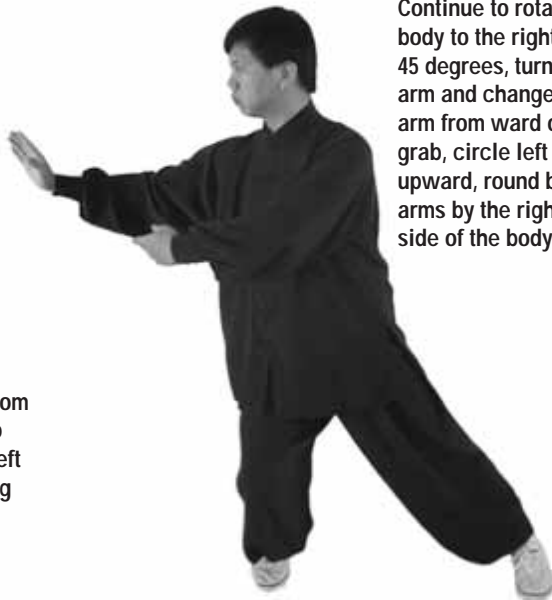 Continue to rota
body to the right
45 degrees, turn
arm and change
arm from ward o
grab, circle left
upward, round b
arms by the righ
side of the body
om
o
eft
g